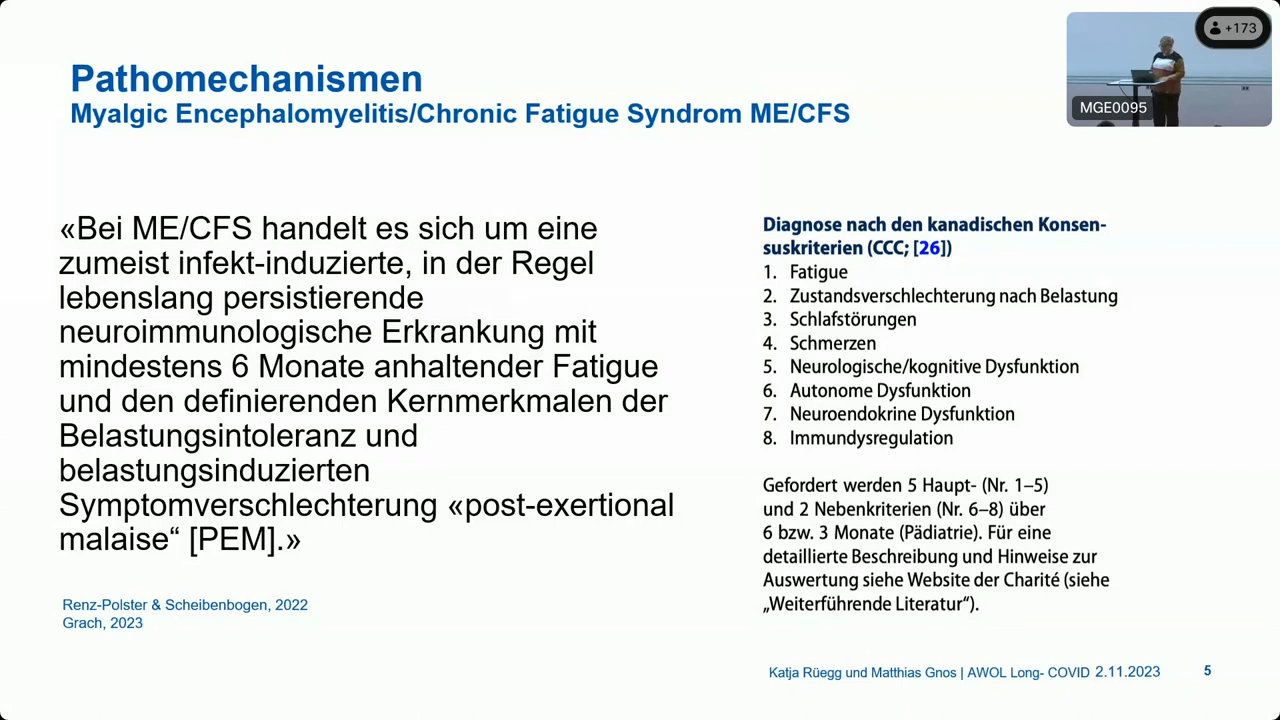 Pathomechanismen
Myalgic Encephalomyelitis/Chronic Fatigue Syndrom ME/CFS
+173
MGE0095
«Bei ME/CFS handelt es sich um eine
zumeist infekt-induzierte, in der Regel
lebenslang persistierende
neuroimmunologische Erkrankung mit
mindestens 6 Monate anhaltender Fatigue
und den definierenden Kernmerkmalen der
Belastungsintoleranz und
belastungsinduzierten
Symptomverschlechterung «post-exertional
malaise“ [PEM].»
Renz-Polster & Scheibenbogen, 2022
Grach, 2023
Diagnose nach den kanadischen Konsen-
suskriterien (CCC; [26])
1. Fatigue
2. Zustandsverschlechterung nach Belastung
3. Schlafstörungen
4. Schmerzen
5. Neurologische/kognitive Dysfunktion
6. Autonome Dysfunktion
7. Neuroendokrine Dysfunktion
8. Immundysregulation
Gefordert werden 5 Haupt- (Nr. 1–5)
und 2 Nebenkriterien (Nr. 6–8) über
6 bzw. 3 Monate (Pädiatrie). Für eine
detaillierte Beschreibung und Hinweise zur
Auswertung siehe Website der Charité (siehe
„Weiterführende Literatur“).
Katja Rüegg und Matthias Gnos | AWOL Long- COVID 2.11.2023 5